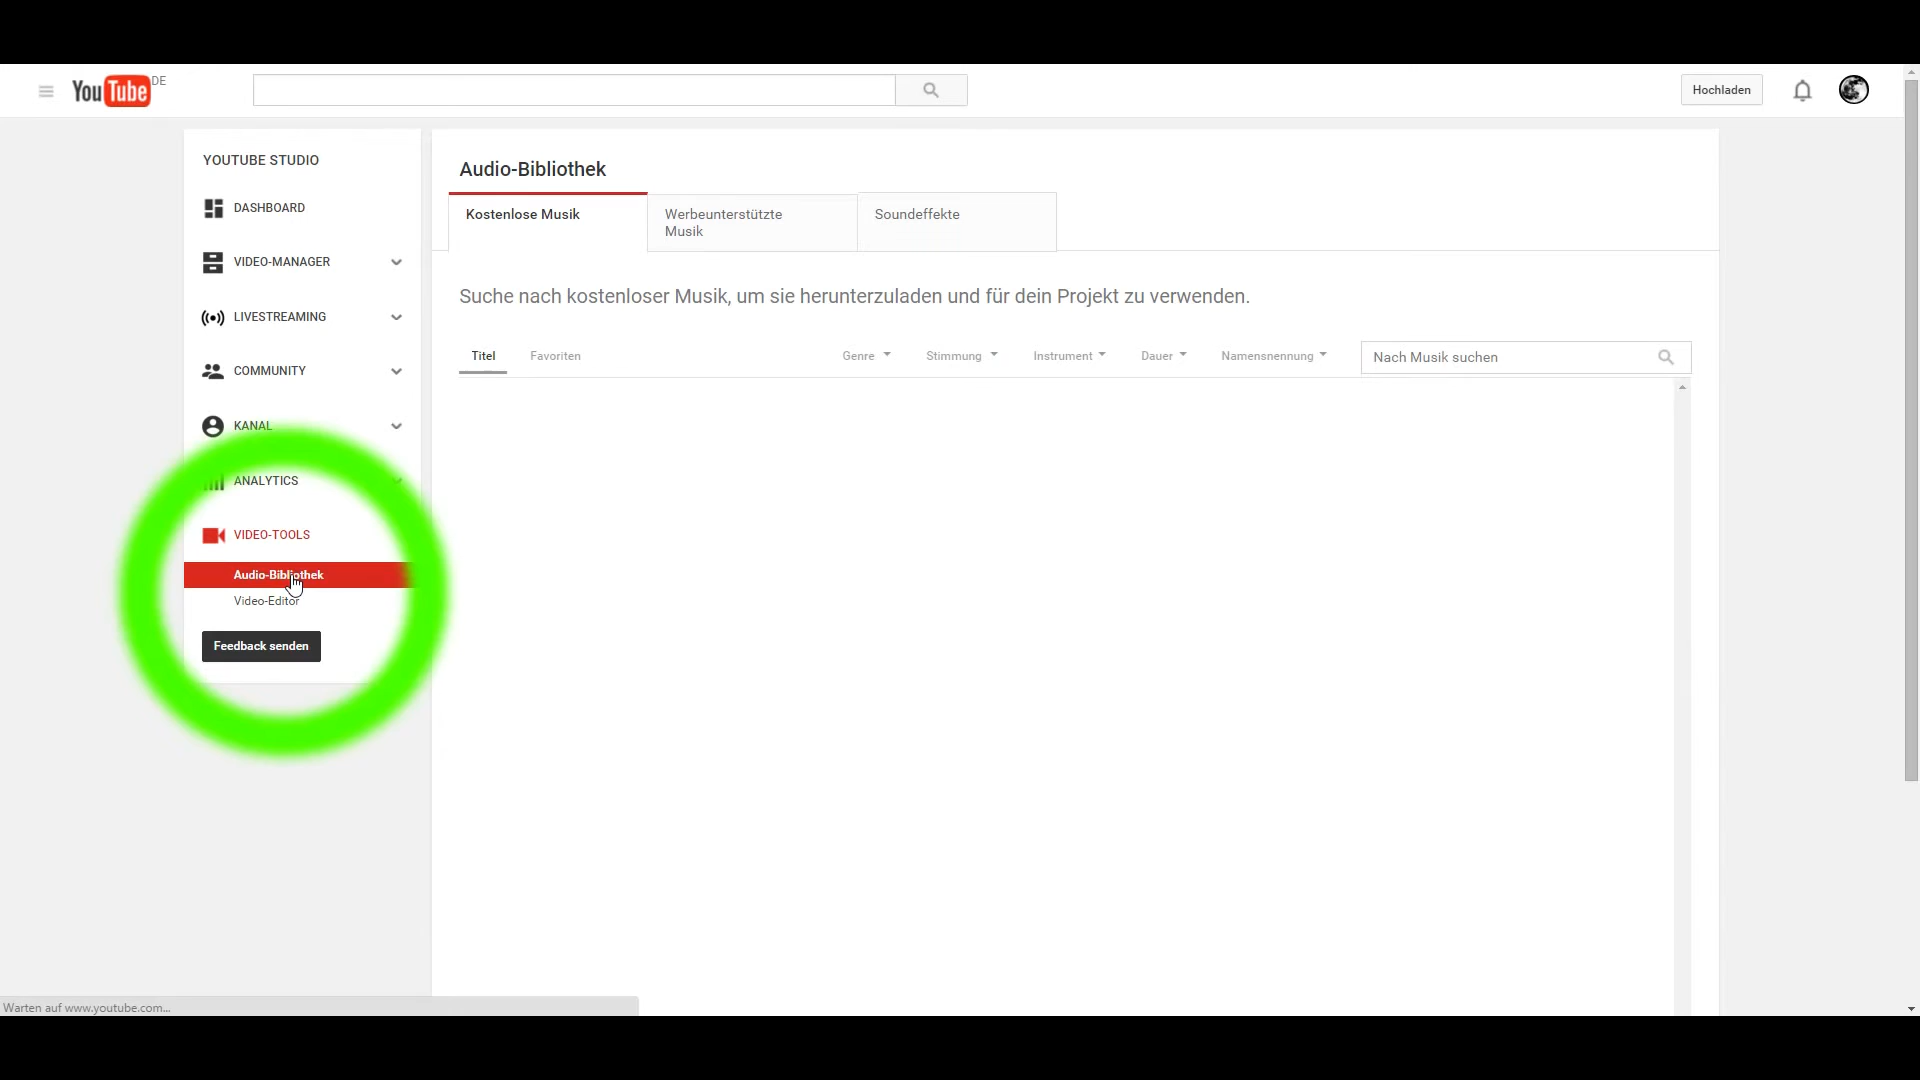 YouTube DE
Hochladen
YOUTUBE STUDIO
DASHBOARD
VIDEO-MANAGER
LIVESTREAMING
COMMUNITY
KANAL
ANALYTICS
VIDEO-TOOLS
Audio-Bibliothek
Video-Editor
Feedback senden
Audio-Bibliothek
Kostenlose Musik
Werbeunterstützte
Musik
Soundeffekte
Suche nach kostenloser Musik, um sie herunterzuladen und für dein Projekt zu verwenden.
Titel Favoriten Genre Stimmung Instrument Dauer Namensnennung Nach Musik suchen
Warten auf www.youtube.com...